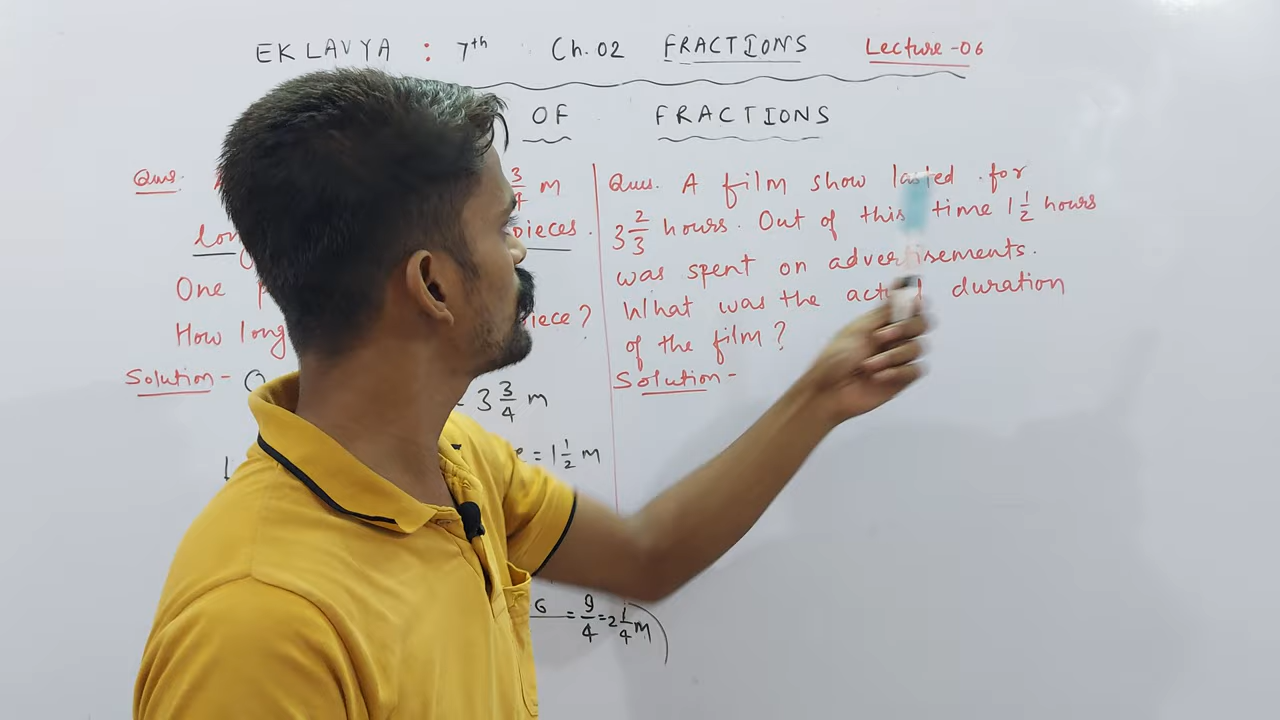 EKLAVYA : 7th Ch.02 FRACTIONS Lecture-06
OF FRACTIONS
Ques. 3/4 m
long pieces.
One
How long piece?
Solution - 3 3/4 m
= 1 1/2 m
6 = 9/4 = 2 1/4 m
Ques. A film show lasted for
3 2/3 hours. Out of this time 1 1/2 hours
was spent on advertisements.
What was the actual duration
of the film?
Solution -